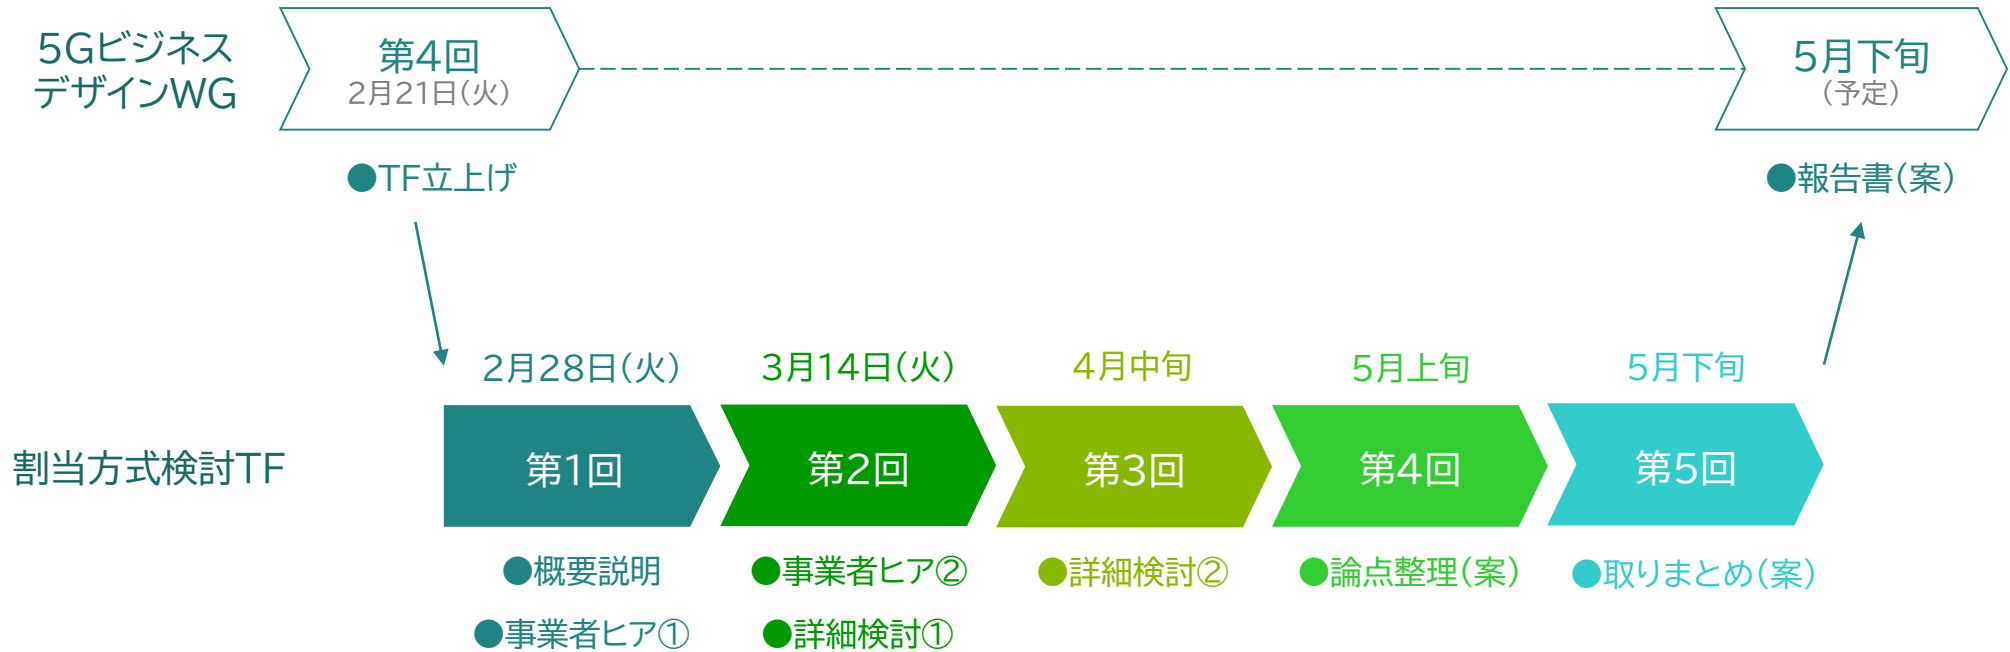 5Gビジネス
デザインWG
第4回
2月21日(火)
5月下旬
(予定)
●TF立上げ
●報告書(案)
2月28日(火)
3月14日(火)
4月中旬
5月上旬
5月下旬
割当方式検討TF
第1回
第2回
第3回
第4回
第5回
●概要説明
●事業者ヒア①
●事業者ヒア②
●詳細検討①
●詳細検討②
●論点整理(案)
●取りまとめ(案)